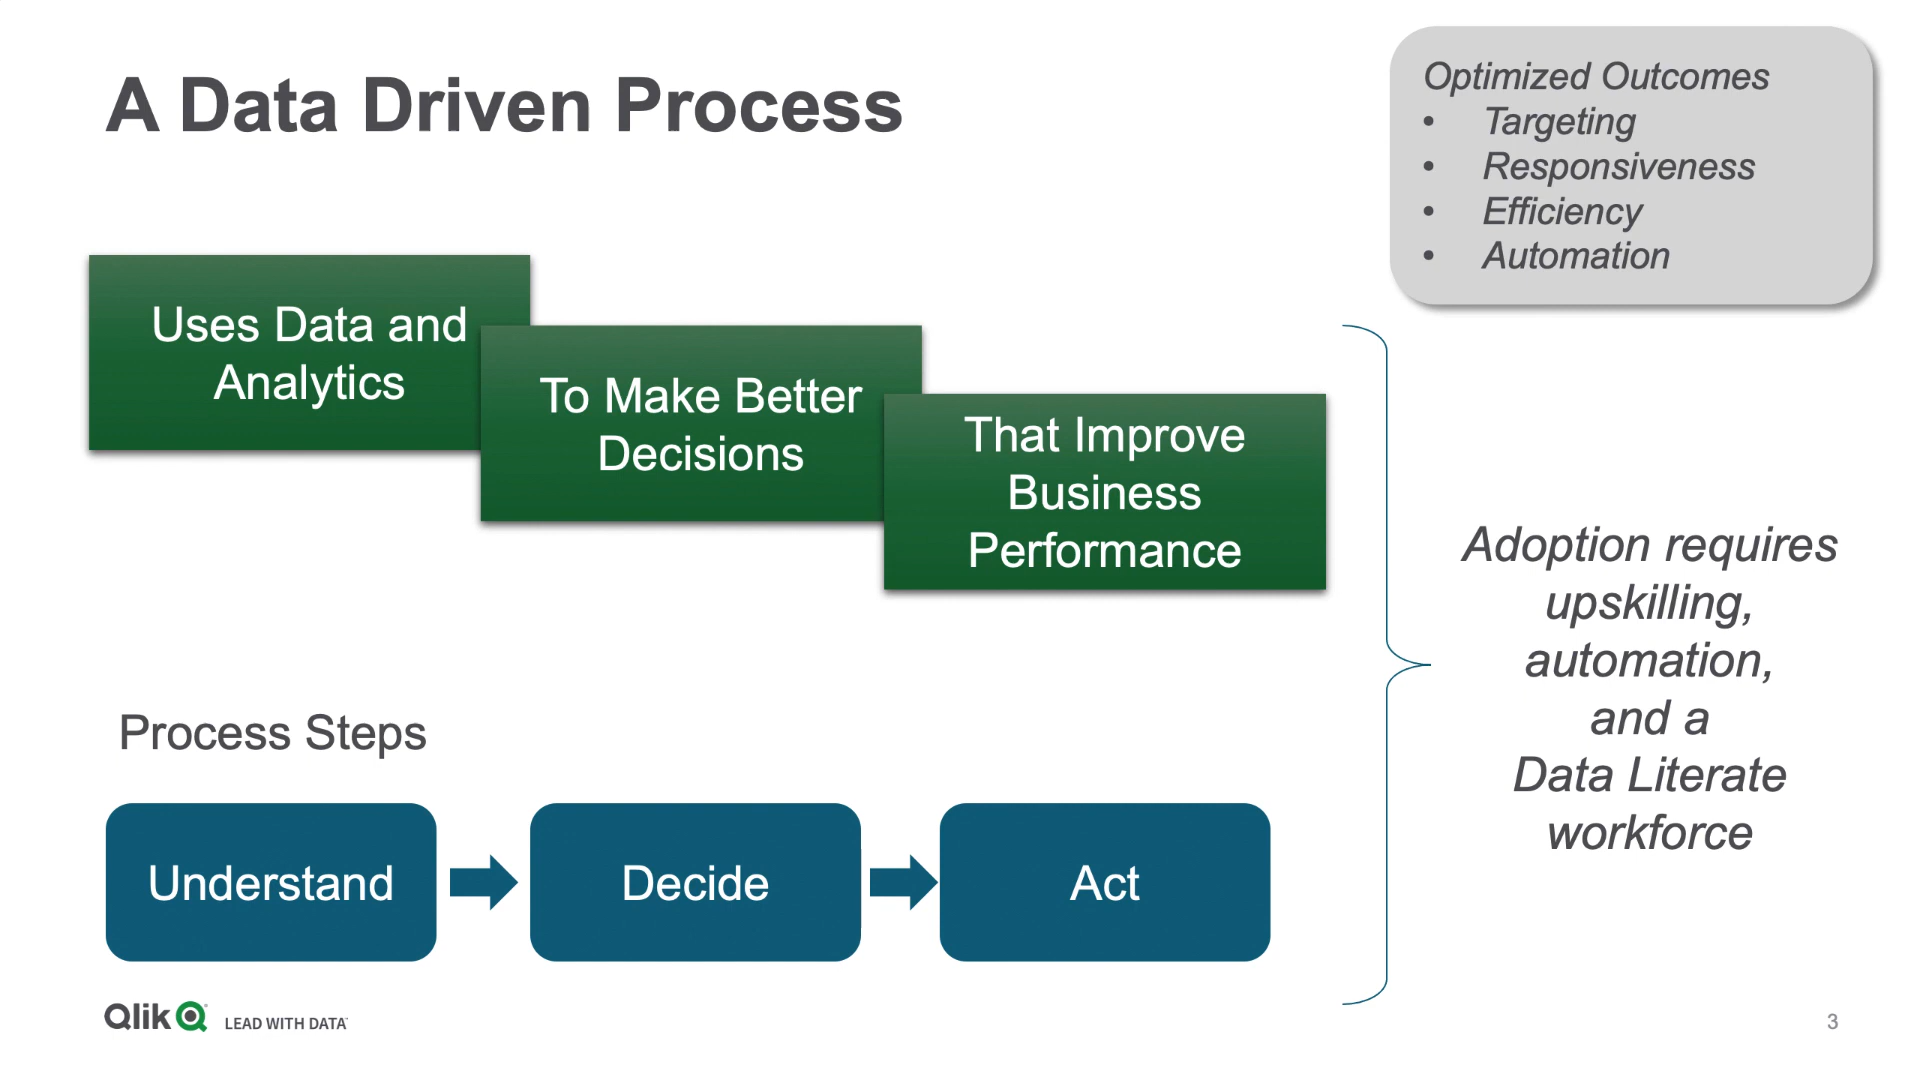 A Data Driven Process
Optimized Outcomes
• Targeting
• Responsiveness
• Efficiency
• Automation
Uses Data and
Analytics
To Make Better
Decisions
That Improve
Business
Performance
Adoption requires
upskilling,
automation,
and a
Data Literate
workforce
Process Steps
Understand
Decide
Act
Qlik LEAD WITH DATA
3